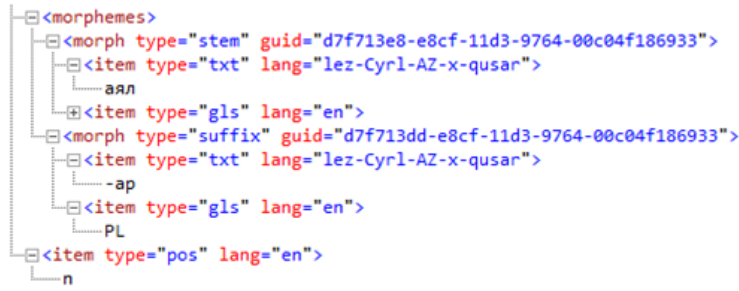 <morphemes>
<morph type="stem" guid="d7f713e8-e8cf-11d3-9764-00c04f186933">
<item type="txt" lang="lez-Cyrl-AZ-x-qusar">
аял
<item type="gls" lang="en">
<morph type="suffix" guid="d7f713dd-e8cf-11d3-9764-00c04f186933">
<item type="txt" lang="lez-Cyrl-AZ-x-qusar">
-ар
<item type="gls" lang="en">
PL
<item type="pos" lang="en">
n